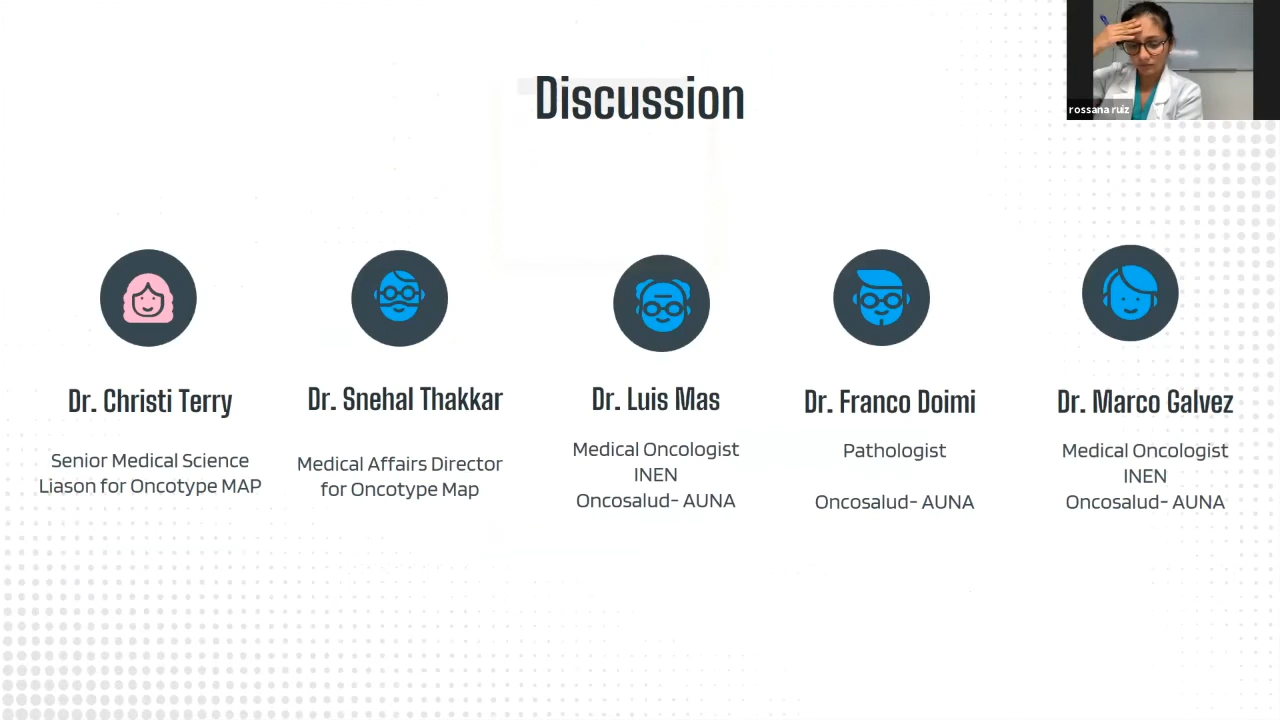 Discussion
rossana ruiz
Dr. Christi Terry
Senior Medical Science
Liason for Oncotype MAP
Dr. Snehal Thakkar
Medical Affairs Director
for Oncotype Map
Dr. Luis Mas
Medical Oncologist
INEN
Oncosalud- AUNA
Dr. Franco Doimi
Pathologist
Oncosalud- AUNA
Dr. Marco Galvez
Medical Oncologist
INEN
Oncosalud- AUNA